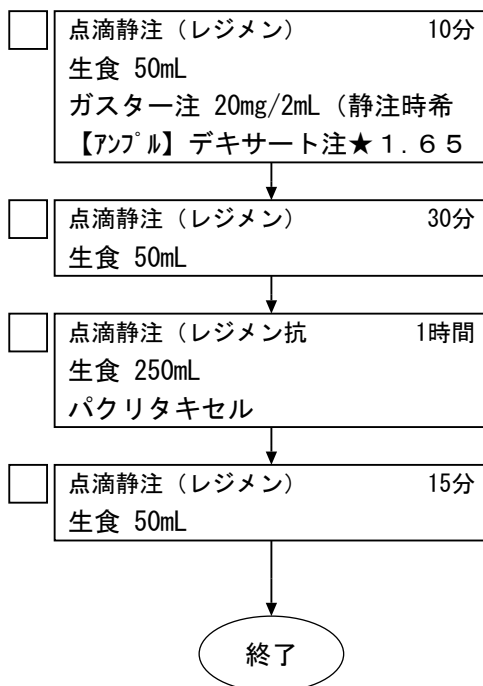 点滴静注（レジメン） 10分
生食 50mL
ガスター注 20mg/2mL（静注時希
【ｱﾝﾌﾟﾙ】デキサート注★１.６５
点滴静注（レジメン） 30分
生食 50mL
点滴静注（レジメン抗 1時間
生食 250mL
パクリタキセル
点滴静注（レジメン） 15分
生食 50mL
終了